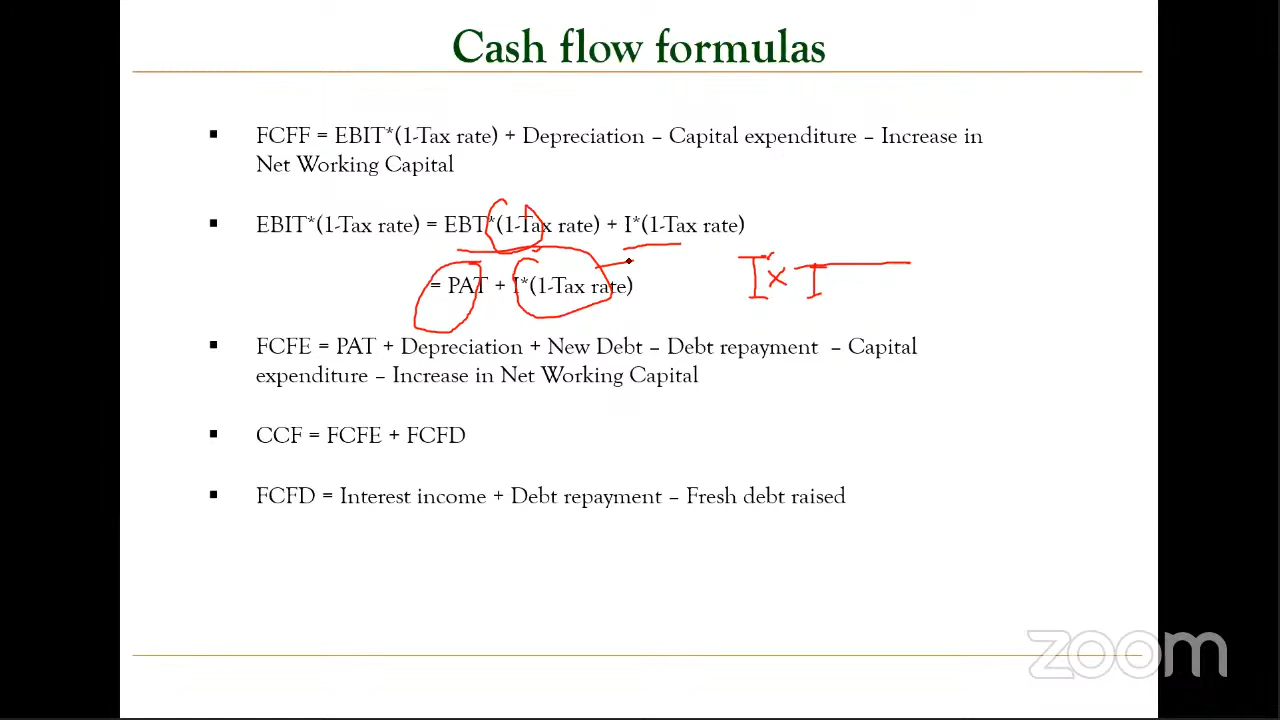 Cash flow formulas
▪ FCFF = EBIT*(1-Tax rate) + Depreciation – Capital expenditure – Increase in
Net Working Capital
▪ EBIT*(1-Tax rate) = EBT*(1-Tax rate) + I*(1-Tax rate)
= PAT + I*(1-Tax rate)
I x I
▪ FCFE = PAT + Depreciation + New Debt – Debt repayment – Capital
expenditure – Increase in Net Working Capital
▪ CCF = FCFE + FCFD
▪ FCFD = Interest income + Debt repayment – Fresh debt raised
zoom